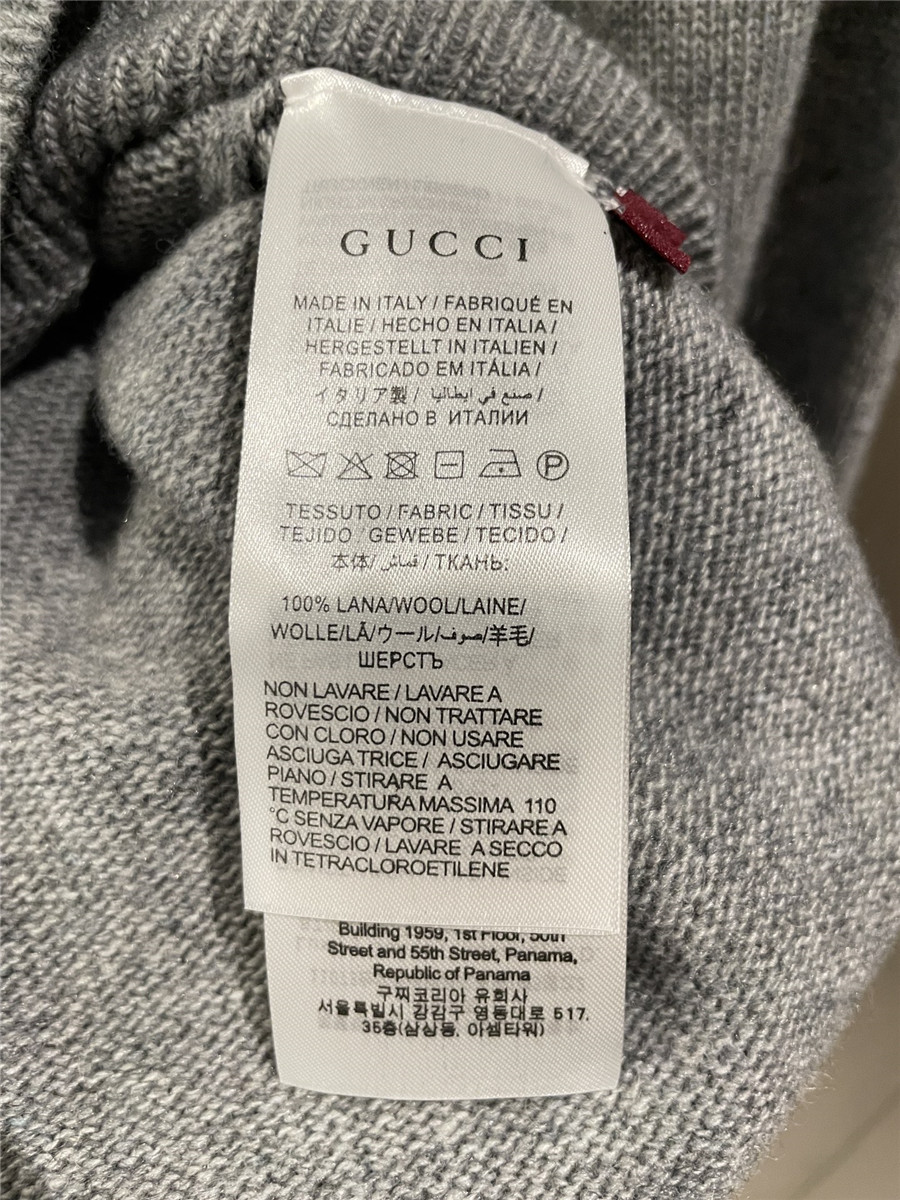 GUCCI
MADE IN ITALY / FABRIQUÉ EN
ITALIE / HECHO EN ITALIA /
HERGESTELLT IN ITALIEN /
FABRICADO EM ITÁLIA /
イタリア製 / صنع في ايطاليا /
СДЕЛАНО В ИТАЛИИ
P
TESSUTO / FABRIC / TISSU /
TEJIDO / GEWEBE / TECIDO /
本体/ قماش / ТКАНЬ:
100% LANA/WOOL/LAINE/
WOLLE/LÃ/ウール/صوف/羊毛/
ШЕРСТЬ
NON LAVARE / LAVARE A
ROVESCIO / NON TRATTARE
CON CLORO / NON USARE
ASCIUGA TRICE / ASCIUGARE
PIANO / STIRARE A
TEMPERATURA MASSIMA 110
°C SENZA VAPORE / STIRARE A
ROVESCIO / LAVARE A SECCO
IN TETRACLOROETILENE
Building 1959, 1st Floor, 50th
Street and 55th Street, Panama,
Republic of Panama
구찌코리아 유회사
서울특빌시 강감구 영동대로 517,
35층(삼상동, 아셈타워)